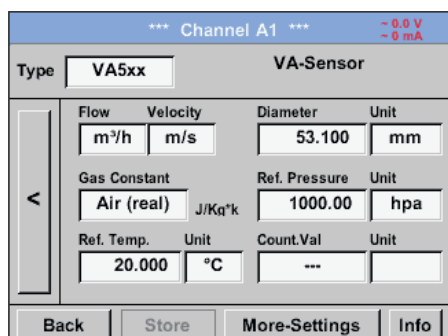 *** Channel A1 ***
~ 0.0 V
~ 0 mA
Type VA5xx VA-Sensor
Flow Velocity Diameter Unit
m³/h m/s 53.100 mm
Gas Constant Ref. Pressure Unit
< Air (real) J/Kg*k 1000.00 hpa
Ref. Temp. Unit Count.Val Unit
20.000 °C ---
Back Store More-Settings Info